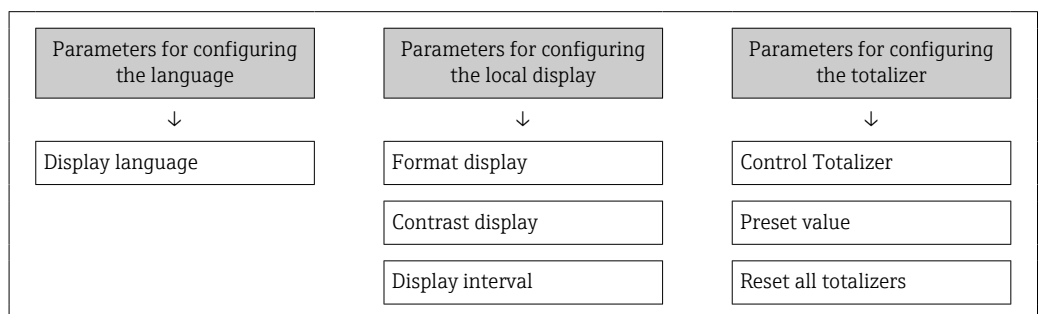 Parameters for configuring
the language
↓
Display language
Parameters for configuring
the local display
↓
Format display
Contrast display
Display interval
Parameters for configuring
the totalizer
↓
Control Totalizer
Preset value
Reset all totalizers